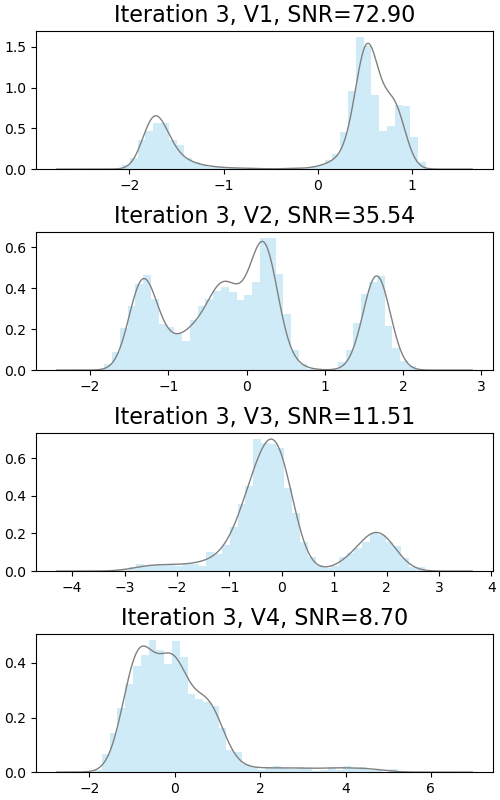 Iteration 3, V1, SNR=72.90
1.5
1.0
0.5
0.0
−2 −1 0 1
Iteration 3, V2, SNR=35.54
0.6
0.4
0.2
0.0
−2 −1 0 1 2 3
Iteration 3, V3, SNR=11.51
0.6
0.4
0.2
0.0
−4 −3 −2 −1 0 1 2 3 4
Iteration 3, V4, SNR=8.70
0.4
0.2
0.0
−2 0 2 4 6